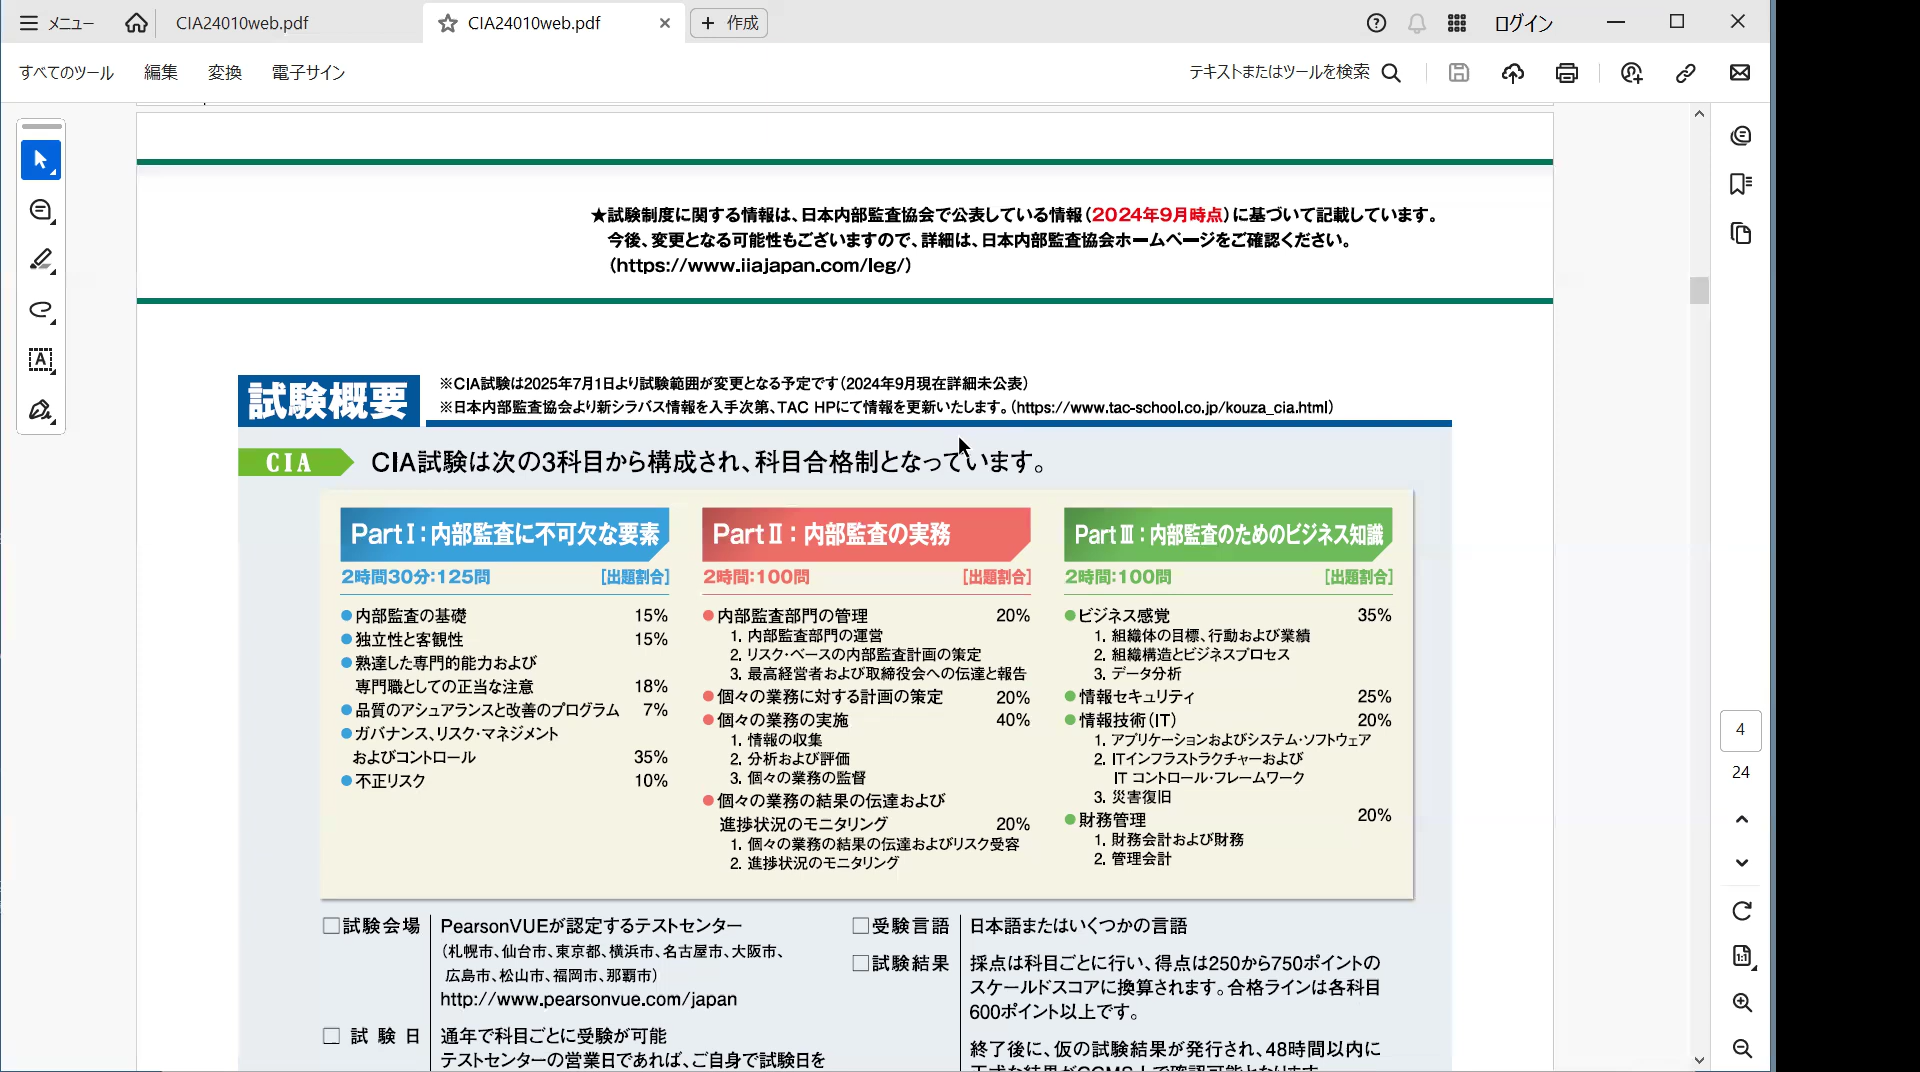 メニュー
CIA24010web.pdf
CIA24010web.pdf
作成
ログイン
すべてのツール
編集
変換
電子サイン
テキストまたはツールを検索
★試験制度に関する情報は、日本内部監査協会で公表している情報(2024年9月時点)に基づいて記載しています。
今後、変更となる可能性もございますので、詳細は、日本内部監査協会ホームページをご確認ください。
(https://www.iiajapan.com/leg/)
試験概要
※CIA試験は2025年7月1日より試験範囲が変更となる予定です(2024年9月現在詳細未公表)
※日本内部監査協会より新シラバス情報を入手次第、TAC HPにて情報を更新いたします。(https://www.tac-school.co.jp/kouza_cia.html)
CIA
CIA試験は次の3科目から構成され、科目合格制となっています。
Part Ⅰ:内部監査に不可欠な要素
2時間30分:125問 [出題割合]
●内部監査の基礎 15%
●独立性と客観性 15%
●熟達した専門的能力および
専門職としての正当な注意 18%
●品質のアシュアランスと改善のプログラム 7%
●ガバナンス、リスク・マネジメント
およびコントロール 35%
●不正リスク 10%
Part Ⅱ:内部監査の実務
2時間:100問 [出題割合]
●内部監査部門の管理 20%
1. 内部監査部門の運営
2. リスク・ベースの内部監査計画の策定
3. 最高経営者および取締役会への伝達と報告
●個々の業務に対する計画の策定 20%
●個々の業務の実施 40%
1. 情報の収集
2. 分析および評価
3. 個々の業務の監督
●個々の業務の結果の伝達および
進捗状況のモニタリング 20%
1. 個々の業務の結果の伝達およびリスク受容
2. 進捗状況のモニタリング
Part Ⅲ:内部監査のためのビジネス知識
2時間:100問 [出題割合]
●ビジネス感覚 35%
1. 組織体の目標、行動および業績
2. 組織構造とビジネスプロセス
3. データ分析
●情報セキュリティ 25%
●情報技術(IT) 20%
1. アプリケーションおよびシステム・ソフトウェア
2. ITインフラストラクチャーおよび
IT コントロール・フレームワーク
3. 災害復旧
●財務管理 20%
1. 財務会計および財務
2. 管理会計
□試験会場
PearsonVUEが認定するテストセンター
(札幌市、仙台市、東京都、横浜市、名古屋市、大阪市、
広島市、松山市、福岡市、那覇市)
http://www.pearsonvue.com/japan
□試験日
通年で科目ごとに受験が可能
テストセンターの営業日であれば、ご自身で試験日を
□受験言語
日本語またはいくつかの言語
□試験結果
採点は科目ごとに行い、得点は250から750ポイントの
スケールドスコアに換算されます。合格ラインは各科目
600ポイント以上です。
終了後に、仮の試験結果が発行され、48時間以内に
4
24